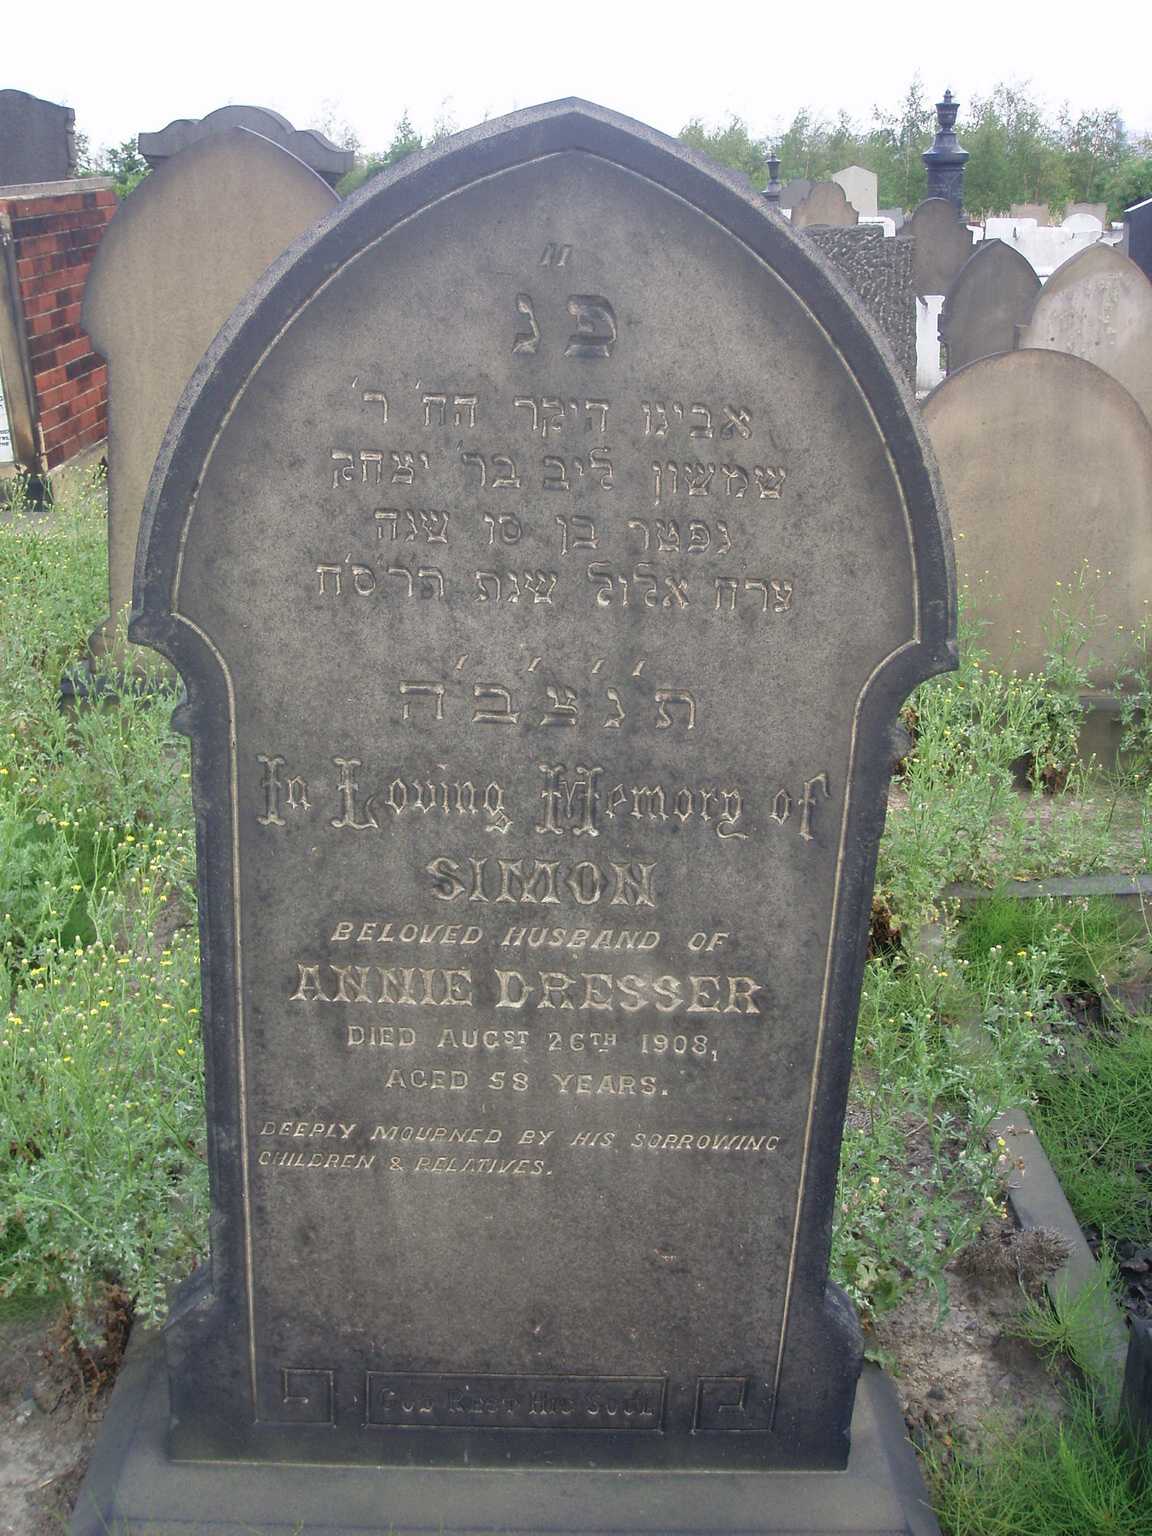 פ״נ
אבינו היקר הח׳ ר׳
שמשון ליב בר׳ יצחק
נפטר בן סו שנה
ערח אלול שנת תר׳ס׳ח
ת׳נ׳צ׳ב׳ה
In Loving Memory of
SIMON
BELOVED HUSBAND OF
ANNIE DRESSER
DIED AUGST 26TH 1908,
AGED 58 YEARS.
DEEPLY MOURNED BY HIS SORROWING
CHILDREN & RELATIVES.
GOD REST HIS SOUL